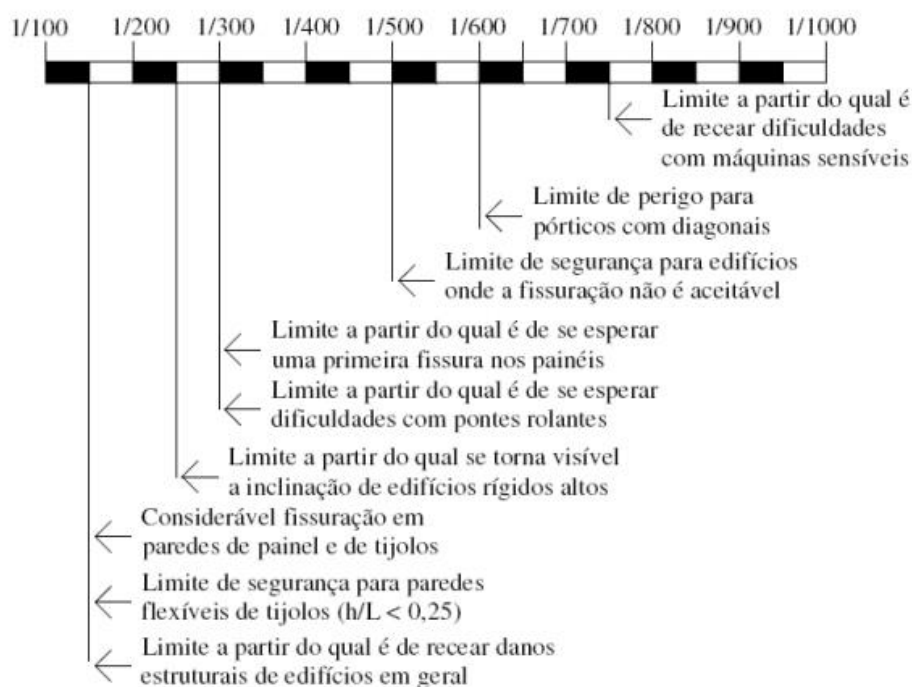 1/100 1/200 1/300 1/400 1/500 1/600 1/700 1/800 1/900 1/1000
Limite a partir do qual é
de recear dificuldades
com máquinas sensíveis
Limite de perigo para
pórticos com diagonais
Limite de segurança para edifícios
onde a fissuração não é aceitável
Limite a partir do qual é de se esperar
uma primeira fissura nos painéis
Limite a partir do qual é de se esperar
dificuldades com pontes rolantes
Limite a partir do qual se torna visível
a inclinação de edifícios rígidos altos
Considerável fissuração em
paredes de painel e de tijolos
Limite de segurança para paredes
flexíveis de tijolos (h/L < 0,25)
Limite a partir do qual é de recear danos
estruturais de edifícios em geral